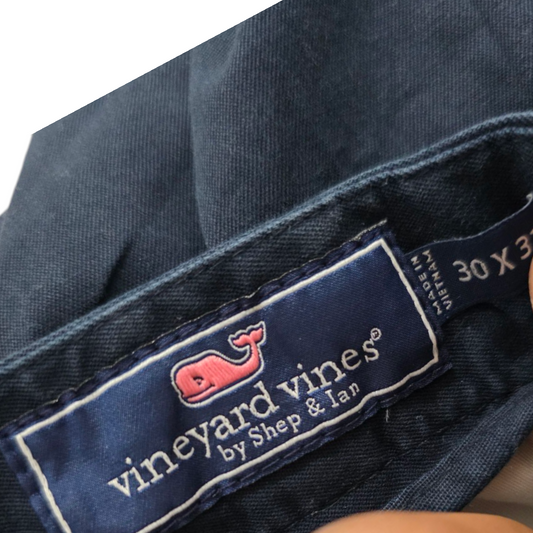 vineyard vines®
by Shep & Ian
MADE IN
VIETNAM
30 X